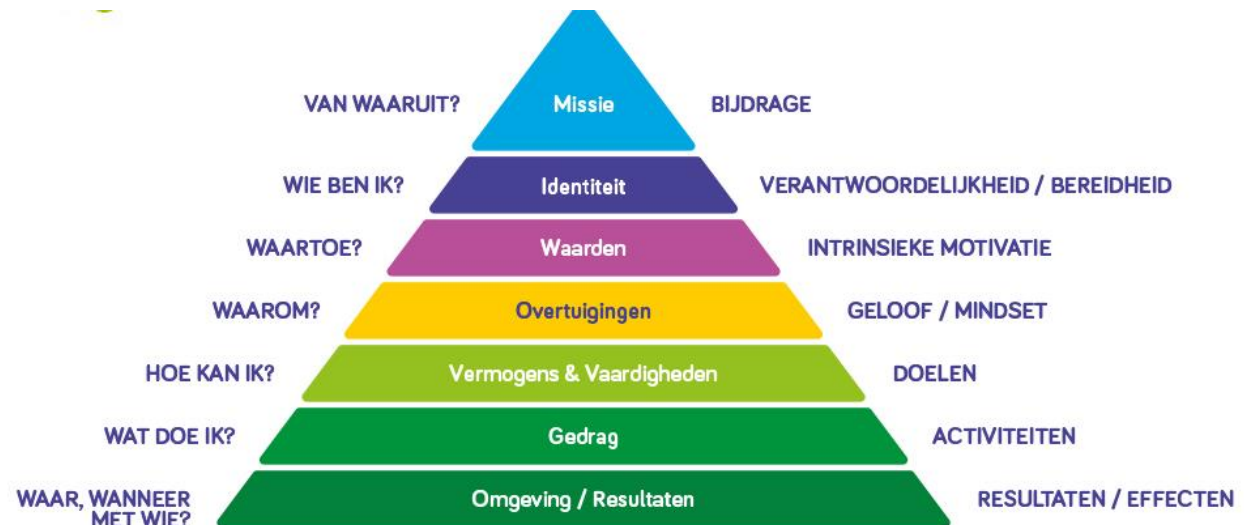 VAN WAARUIT? Missie BIJDRAGE
WIE BEN IK? Identiteit VERANTWOORDELIJKHEID / BEREIDHEID
WAARTOE? Waarden INTRINSIEKE MOTIVATIE
WAAROM? Overtuigingen GELOOF / MINDSET
HOE KAN IK? Vermogens & Vaardigheden DOELEN
WAT DOE IK? Gedrag ACTIVITEITEN
WAAR, WANNEER Omgeving / Resultaten RESULTATEN / EFFECTEN
MET WIE?